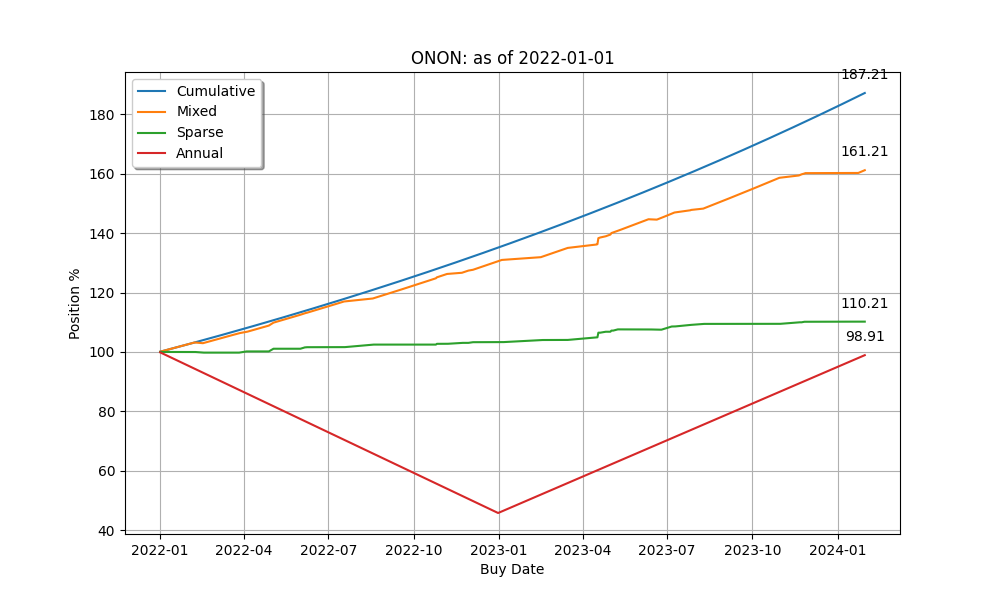 ONON: as of 2022-01-01
187.21
Cumulative
Mixed
Sparse
Annual
161.21
110.21
98.91
Position %
180
160
140
120
100
80
60
40
2022-01 2022-04 2022-07 2022-10 2023-01 2023-04 2023-07 2023-10 2024-01
Buy Date